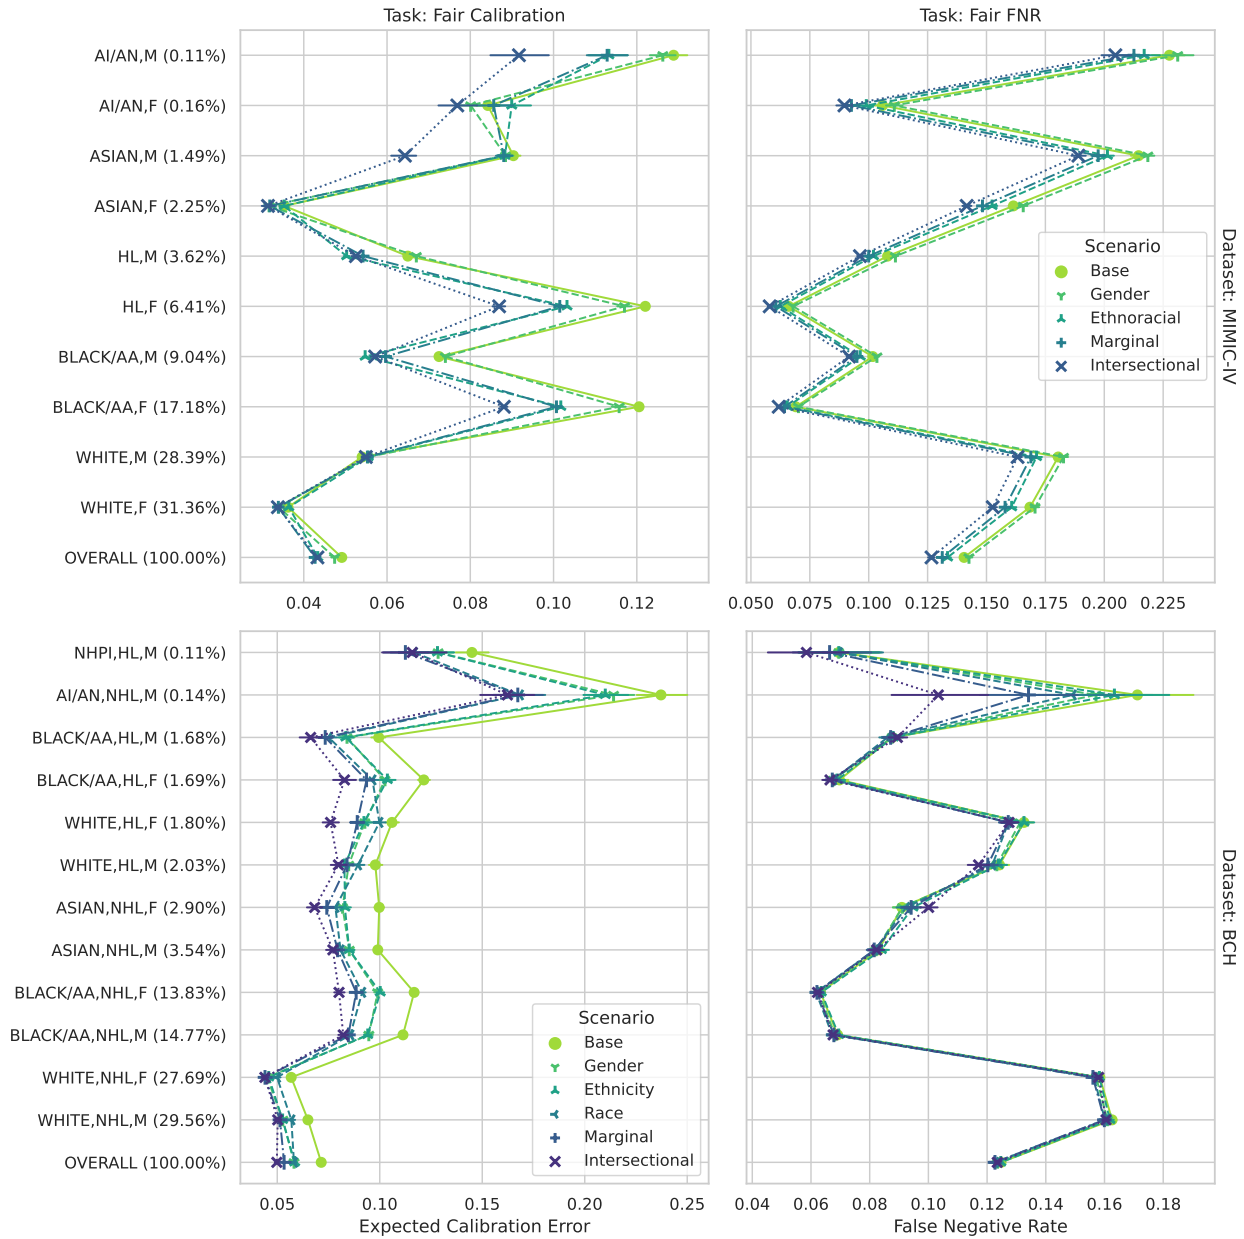 Task: Fair Calibration
Task: Fair FNR
AI/AN,M (0.11%)
AI/AN,F (0.16%)
ASIAN,M (1.49%)
ASIAN,F (2.25%)
HL,M (3.62%)
HL,F (6.41%)
BLACK/AA,M (9.04%)
BLACK/AA,F (17.18%)
WHITE,M (28.39%)
WHITE,F (31.36%)
OVERALL (100.00%)
0.04 0.06 0.08 0.10 0.12
Scenario
Base
Gender
Ethnoracial
Marginal
Intersectional
Dataset: MIMIC-IV
0.050 0.075 0.100 0.125 0.150 0.175 0.200 0.225
NHPI,HL,M (0.11%)
AI/AN,NHL,M (0.14%)
BLACK/AA,HL,M (1.68%)
BLACK/AA,HL,F (1.69%)
WHITE,HL,F (1.80%)
WHITE,HL,M (2.03%)
ASIAN,NHL,F (2.90%)
ASIAN,NHL,M (3.54%)
BLACK/AA,NHL,F (13.83%)
BLACK/AA,NHL,M (14.77%)
WHITE,NHL,F (27.69%)
WHITE,NHL,M (29.56%)
OVERALL (100.00%)
Scenario
Base
Gender
Ethnicity
Race
Marginal
Intersectional
0.05 0.10 0.15 0.20 0.25
Expected Calibration Error
Dataset: BCH
0.04 0.06 0.08 0.10 0.12 0.14 0.16 0.18
False Negative Rate